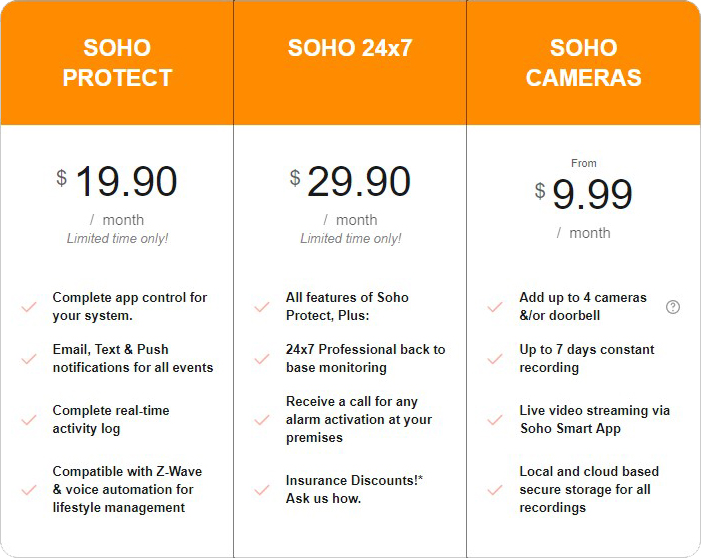 SOHO
PROTECT
$ 19.90
/ month
Limited time only!
Complete app control for
your system.
Email, Text & Push
notifications for all events
Complete real-time
activity log
Compatible with Z-Wave
& voice automation for
lifestyle management
SOHO 24x7
$ 29.90
/ month
Limited time only!
All features of Soho
Protect, Plus:
24x7 Professional back to
base monitoring
Receive a call for any
alarm activation at your
premises
Insurance Discounts!*
Ask us how.
SOHO
CAMERAS
From
$ 9.99
/ month
Add up to 4 cameras
&/or doorbell
?
Up to 7 days constant
recording
Live video streaming via
Soho Smart App
Local and cloud based
secure storage for all
recordings